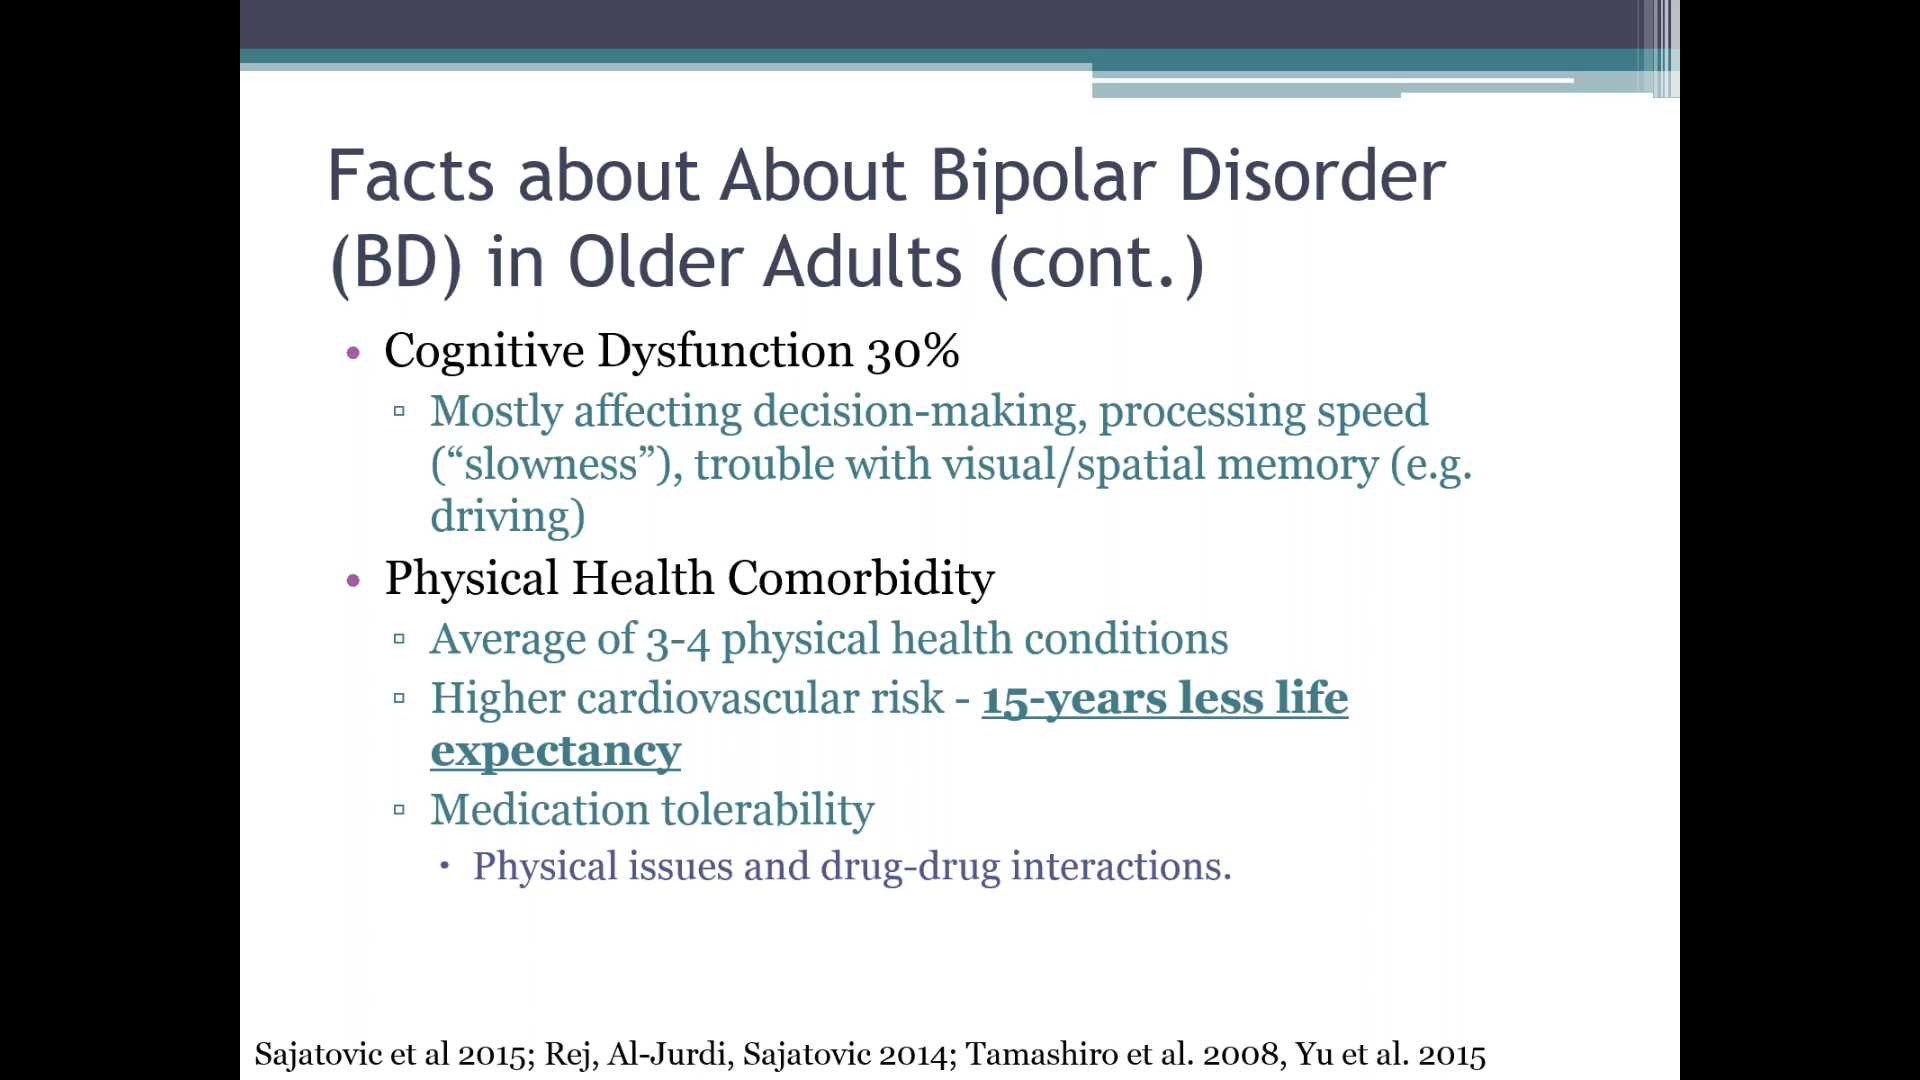 Facts about About Bipolar Disorder
(BD) in Older Adults (cont.)
• Cognitive Dysfunction 30%
▫ Mostly affecting decision-making, processing speed
(“slowness”), trouble with visual/spatial memory (e.g.
driving)
• Physical Health Comorbidity
▫ Average of 3-4 physical health conditions
▫ Higher cardiovascular risk - 15-years less life
expectancy
▫ Medication tolerability
▪ Physical issues and drug-drug interactions.
Sajatovic et al 2015; Rej, Al-Jurdi, Sajatovic 2014; Tamashiro et al. 2008, Yu et al. 2015